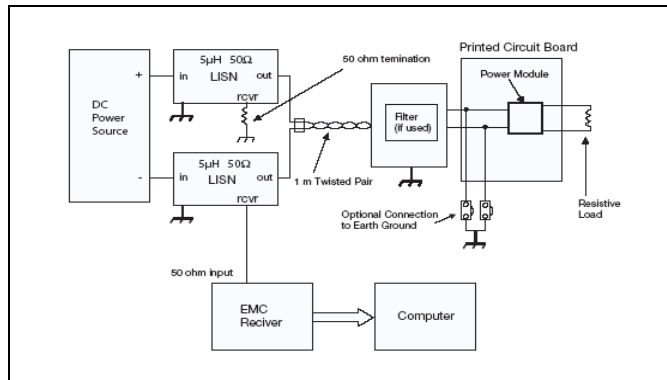 50 ohm temination
Printed Circuit Board
Power Module
5µH 50Ω
LISN
in
out
rcvr
+
DC
Power
Source
-
5µH 50Ω
LISN
in
out
rcvr
1 m Twisted Pair
Filter
(if used)
Optional Connection
to Earth Ground
Resistive
Load
50 ohm input
EMC
Reciver
Computer